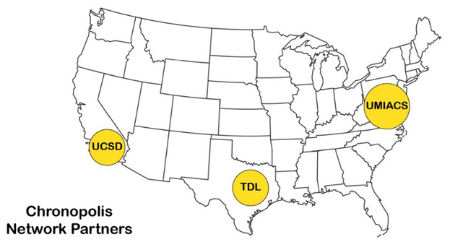 UMIACS
UCSD
TDL
Chronopolis
Network Partners